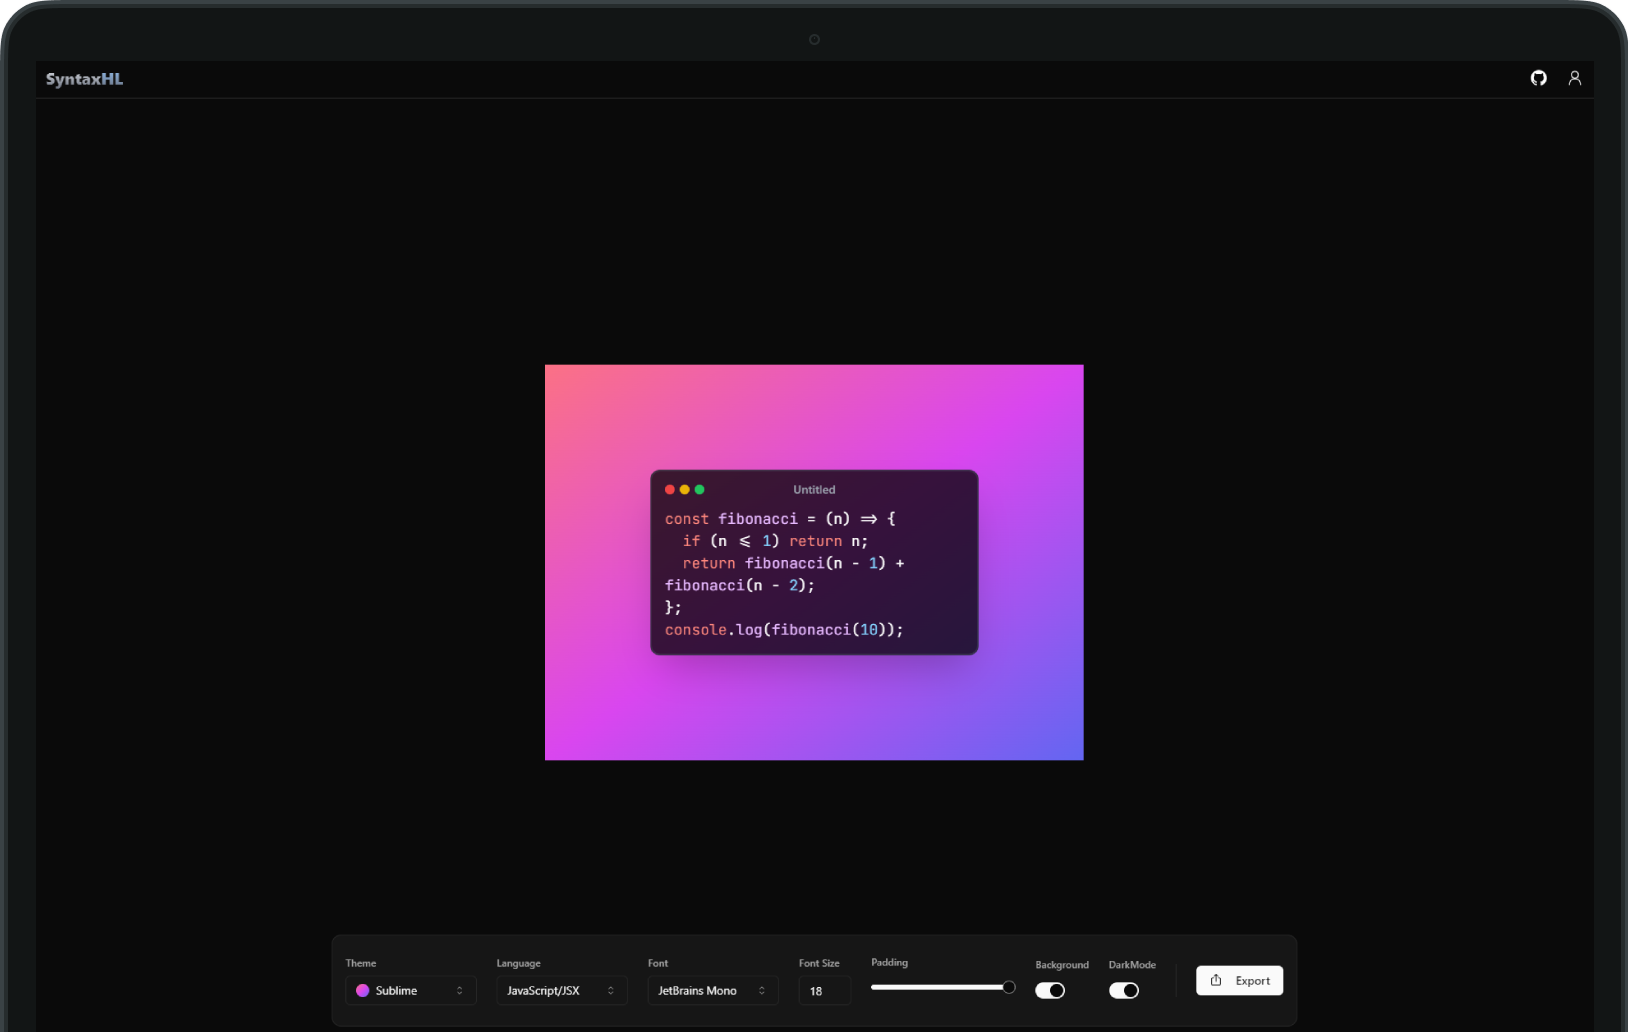 SyntaxHL
Untitled
const fibonacci = (n) => {
  if (n <= 1) return n;
  return fibonacci(n - 1) +
fibonacci(n - 2);
};
console.log(fibonacci(10));
Theme
Language
Font
Font Size
Padding
Background
DarkMode
Sublime
JavaScript/JSX
JetBrains Mono
18
Export